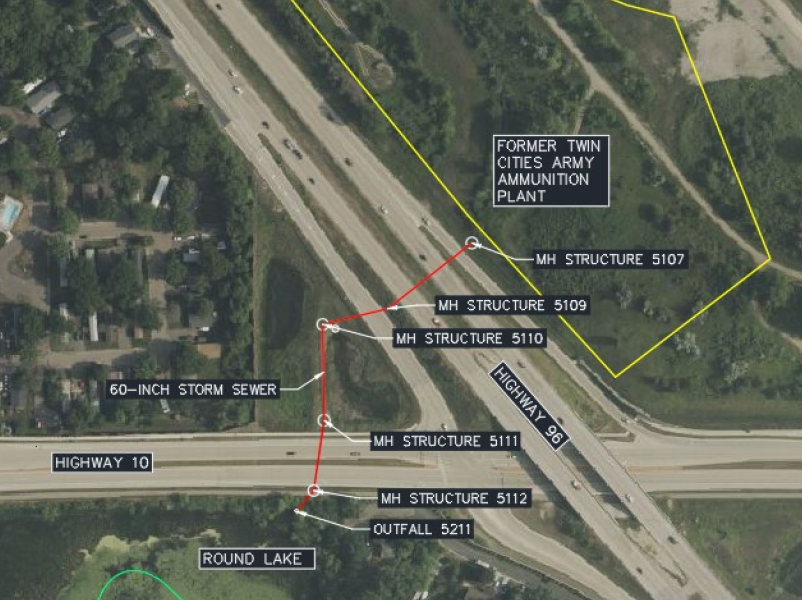 FORMER TWIN
CITIES ARMY
AMMUNITION
PLANT
MH STRUCTURE 5107
MH STRUCTURE 5109
MH STRUCTURE 5110
60-INCH STORM SEWER
HIGHWAY 96
MH STRUCTURE 5111
HIGHWAY 10
MH STRUCTURE 5112
OUTFALL 5211
ROUND LAKE